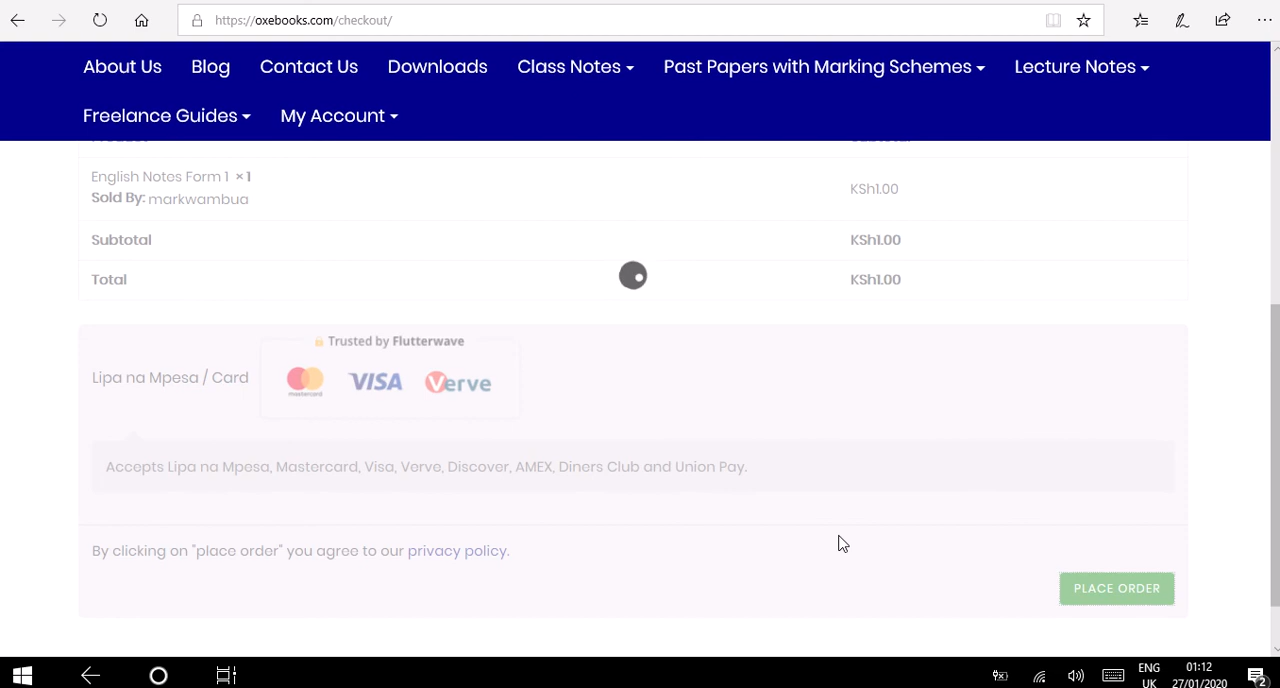 https://oxebooks.com/checkout/
About Us Blog Contact Us Downloads Class Notes Past Papers with Marking Schemes Lecture Notes
Freelance Guides My Account
English Notes Form 1 × 1
KSh1.00
Sold By: markwambua
Subtotal KSh1.00
Total KSh1.00
Trusted by Flutterwave
Lipa na Mpesa / Card
mastercard VISA Verve
Accepts Lipa na Mpesa, Mastercard, Visa, Verve, Discover, AMEX, Diners Club and Union Pay.
By clicking on "place order" you agree to our privacy policy.
PLACE ORDER
ENG 01:12
UK 27/01/2020 2